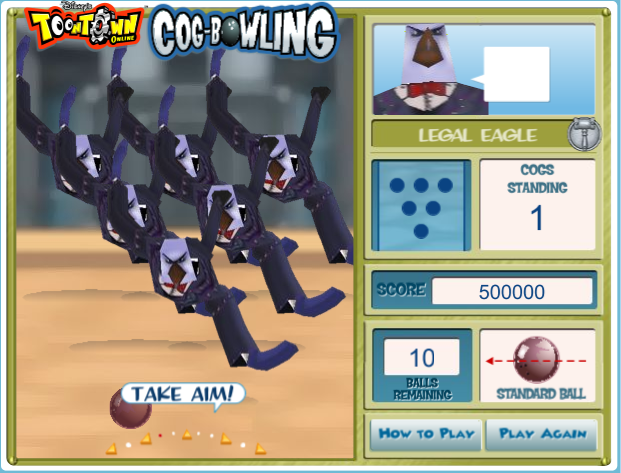 Disney's
TOONTOWN
ONLINE
COG-BOWLING
LEGAL EAGLE
COGS
STANDING
1
SCORE 500000
10
BALLS
REMAINING
STANDARD BALL
TAKE AIM!
HOW TO PLAY
PLAY AGAIN